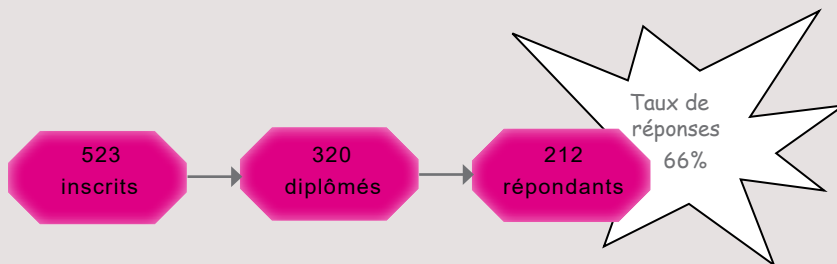 523
inscrits
320
diplômés
212
répondants
Taux de
réponses
66%